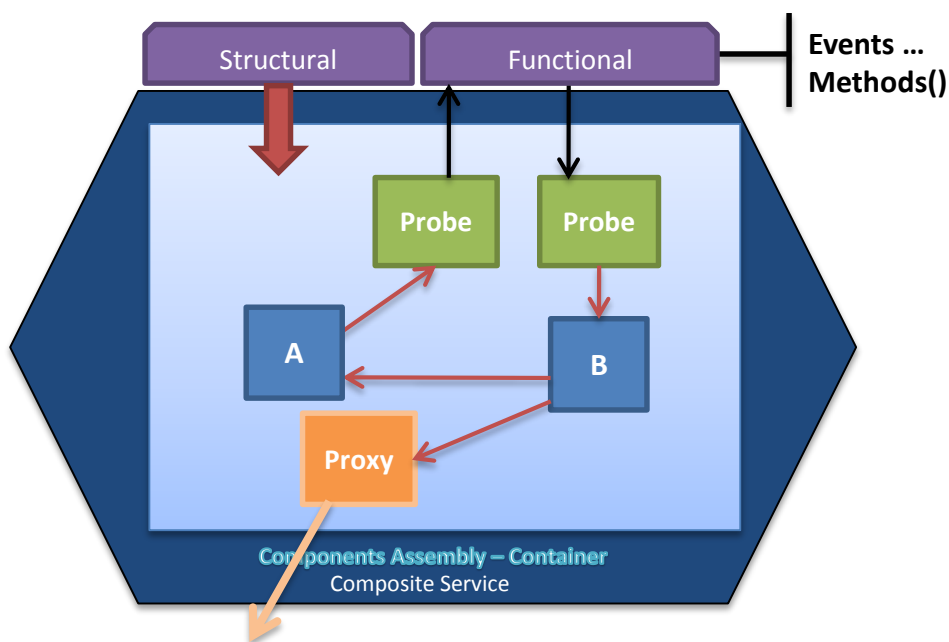 Structural
Functional
Events …
Methods()
Probe
Probe
A
B
Proxy
Components Assembly – Container
Composite Service